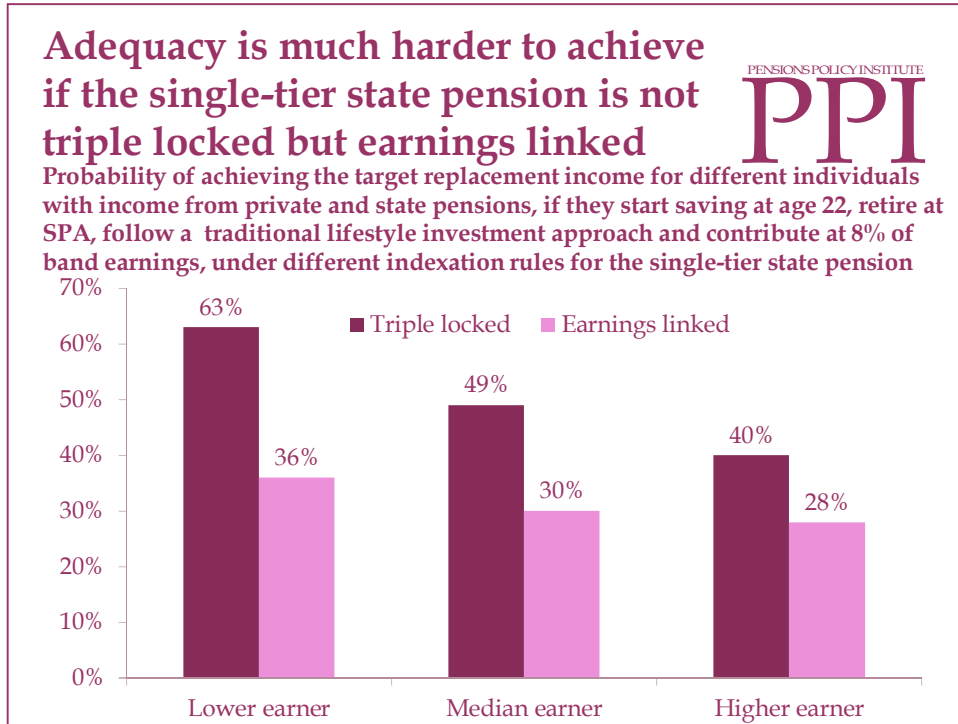 Adequacy is much harder to achieve
if the single-tier state pension is not
triple locked but earnings linked
PENSIONS POLICY INSTITUTE
PPI
Probability of achieving the target replacement income for different individuals
with income from private and state pensions, if they start saving at age 22, retire at
SPA, follow a traditional lifestyle investment approach and contribute at 8% of
band earnings, under different indexation rules for the single-tier state pension
70%
60%
50%
40%
30%
20%
10%
0%
Triple locked
Earnings linked
63%
36%
49%
30%
40%
28%
Lower earner
Median earner
Higher earner